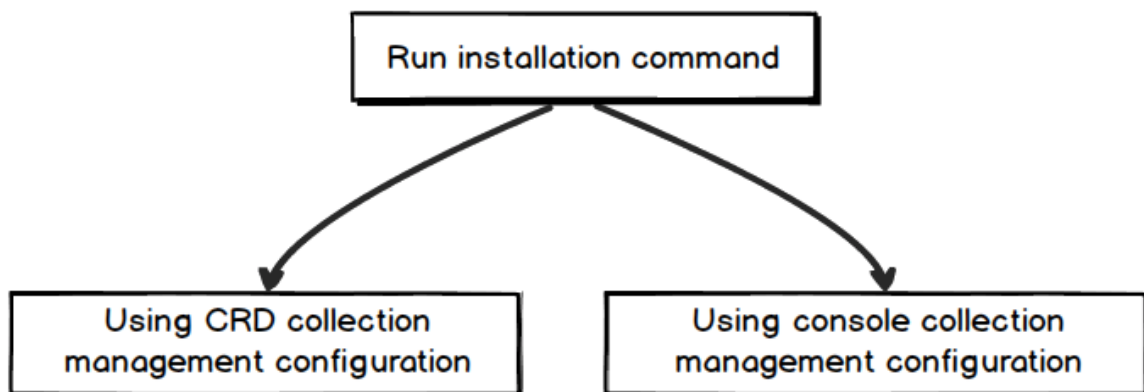 Run installation command
Using CRD collection
management configuration
Using console collection
management configuration